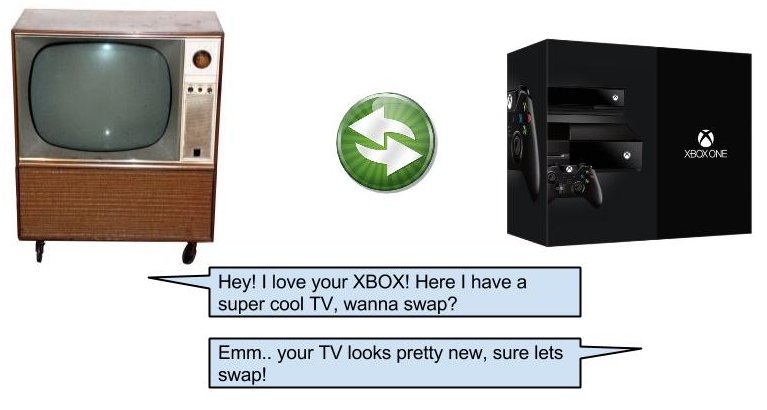 XBOX ONE
Hey! I love your XBOX! Here I have a
super cool TV, wanna swap?
Emm.. your TV looks pretty new, sure lets
swap!